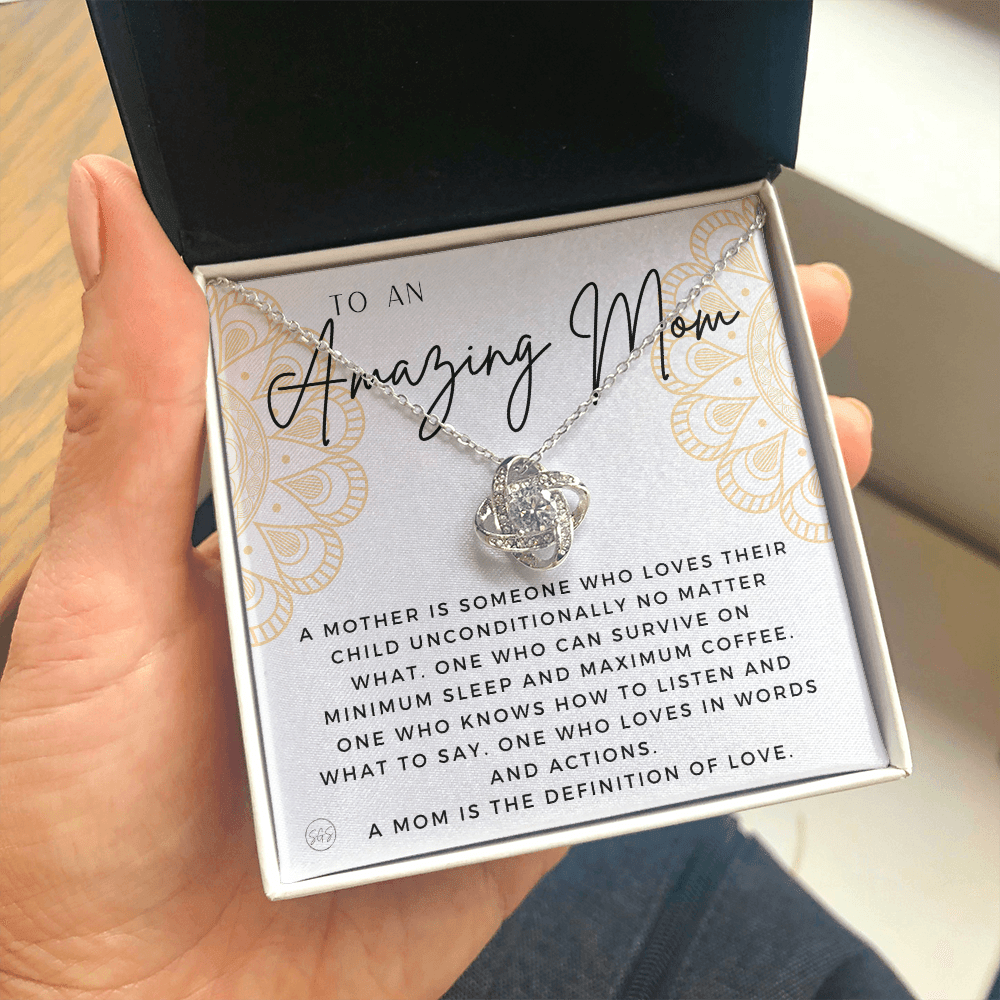 TO AN
Amazing Mom
A MOTHER IS SOMEONE WHO LOVES THEIR
CHILD UNCONDITIONALLY NO MATTER
WHAT. ONE WHO CAN SURVIVE ON
MINIMUM SLEEP AND MAXIMUM COFFEE.
ONE WHO KNOWS HOW TO LISTEN AND
WHAT TO SAY. ONE WHO LOVES IN WORDS
AND ACTIONS.
A MOM IS THE DEFINITION OF LOVE.
SGS